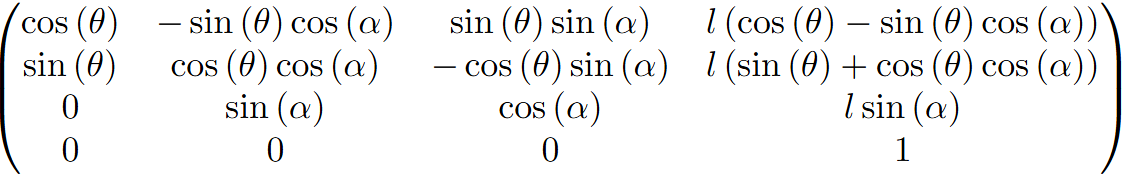 cos (θ) − sin (θ) cos (α) sin (θ) sin (α) l (cos (θ) − sin (θ) cos (α))
sin (θ) cos (θ) cos (α) − cos (θ) sin (α) l (sin (θ) + cos (θ) cos (α))
0 sin (α) cos (α) l sin (α)
0 0 0 1